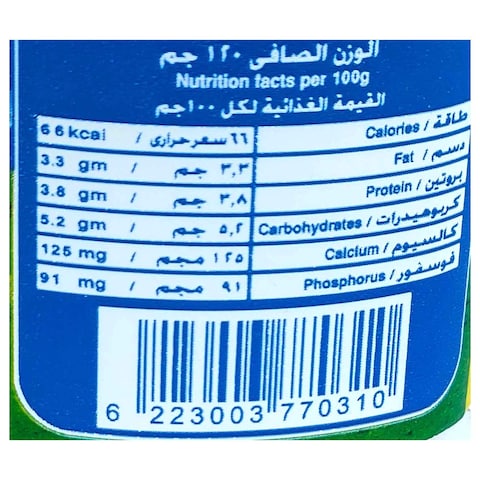 الوزن الصافى ١٢٠ جم
Nutrition facts per 100g
القيمة الغذائية لكل ١٠٠جم
66kcal / ٦٦ سعر حرارى Calories / طاقة
3.3 gm / ٣,٣ جم Fat / دسم
3.8 gm / ٣,٨ جم Protein / بروتين
5.2 gm / ٥,٢ جم Carbohydrates / كربوهيدرات
125 mg / ١٢٥ مجم Calcium / كالسيوم
91 mg / ٩١ مجم Phosphorus / فوسفور
6 223003 770310